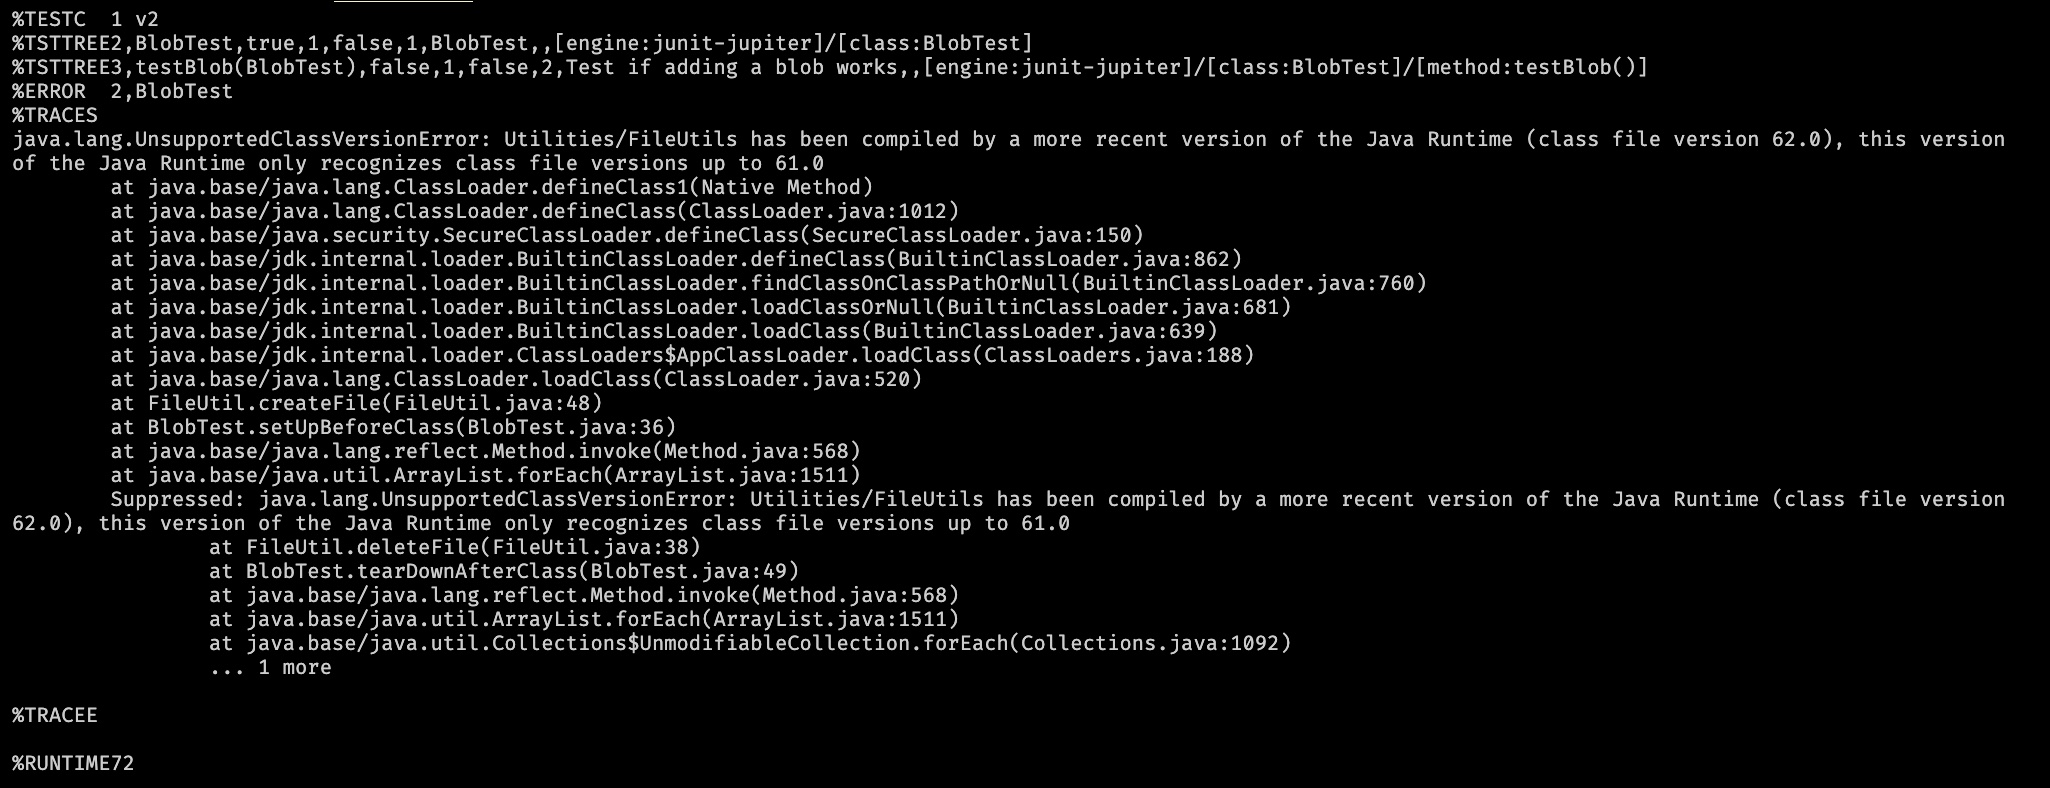 %TESTC  1 v2
%TSTTREE2,BlobTest,true,1,false,1,BlobTest,,[engine:junit-jupiter]/[class:BlobTest]
%TSTTREE3,testBlob(BlobTest),false,1,false,2,Test if adding a blob works,,[engine:junit-jupiter]/[class:BlobTest]/[method:testBlob()]
%ERROR  2,BlobTest
%TRACES
java.lang.UnsupportedClassVersionError: Utilities/FileUtils has been compiled by a more recent version of the Java Runtime (class file version 62.0), this version
of the Java Runtime only recognizes class file versions up to 61.0
        at java.base/java.lang.ClassLoader.defineClass1(Native Method)
        at java.base/java.lang.ClassLoader.defineClass(ClassLoader.java:1012)
        at java.base/java.security.SecureClassLoader.defineClass(SecureClassLoader.java:150)
        at java.base/jdk.internal.loader.BuiltinClassLoader.defineClass(BuiltinClassLoader.java:862)
        at java.base/jdk.internal.loader.BuiltinClassLoader.findClassOnClassPathOrNull(BuiltinClassLoader.java:760)
        at java.base/jdk.internal.loader.BuiltinClassLoader.loadClassOrNull(BuiltinClassLoader.java:681)
        at java.base/jdk.internal.loader.BuiltinClassLoader.loadClass(BuiltinClassLoader.java:639)
        at java.base/jdk.internal.loader.ClassLoaders$AppClassLoader.loadClass(ClassLoaders.java:188)
        at java.base/java.lang.ClassLoader.loadClass(ClassLoader.java:520)
        at FileUtil.createFile(FileUtil.java:48)
        at BlobTest.setUpBeforeClass(BlobTest.java:36)
        at java.base/java.lang.reflect.Method.invoke(Method.java:568)
        at java.base/java.util.ArrayList.forEach(ArrayList.java:1511)
        Suppressed: java.lang.UnsupportedClassVersionError: Utilities/FileUtils has been compiled by a more recent version of the Java Runtime (class file version
62.0), this version of the Java Runtime only recognizes class file versions up to 61.0
                at FileUtil.deleteFile(FileUtil.java:38)
                at BlobTest.tearDownAfterClass(BlobTest.java:49)
                at java.base/java.lang.reflect.Method.invoke(Method.java:568)
                at java.base/java.util.ArrayList.forEach(ArrayList.java:1511)
                at java.base/java.util.Collections$UnmodifiableCollection.forEach(Collections.java:1092)
                ... 1 more
%TRACEE
%RUNTIME72